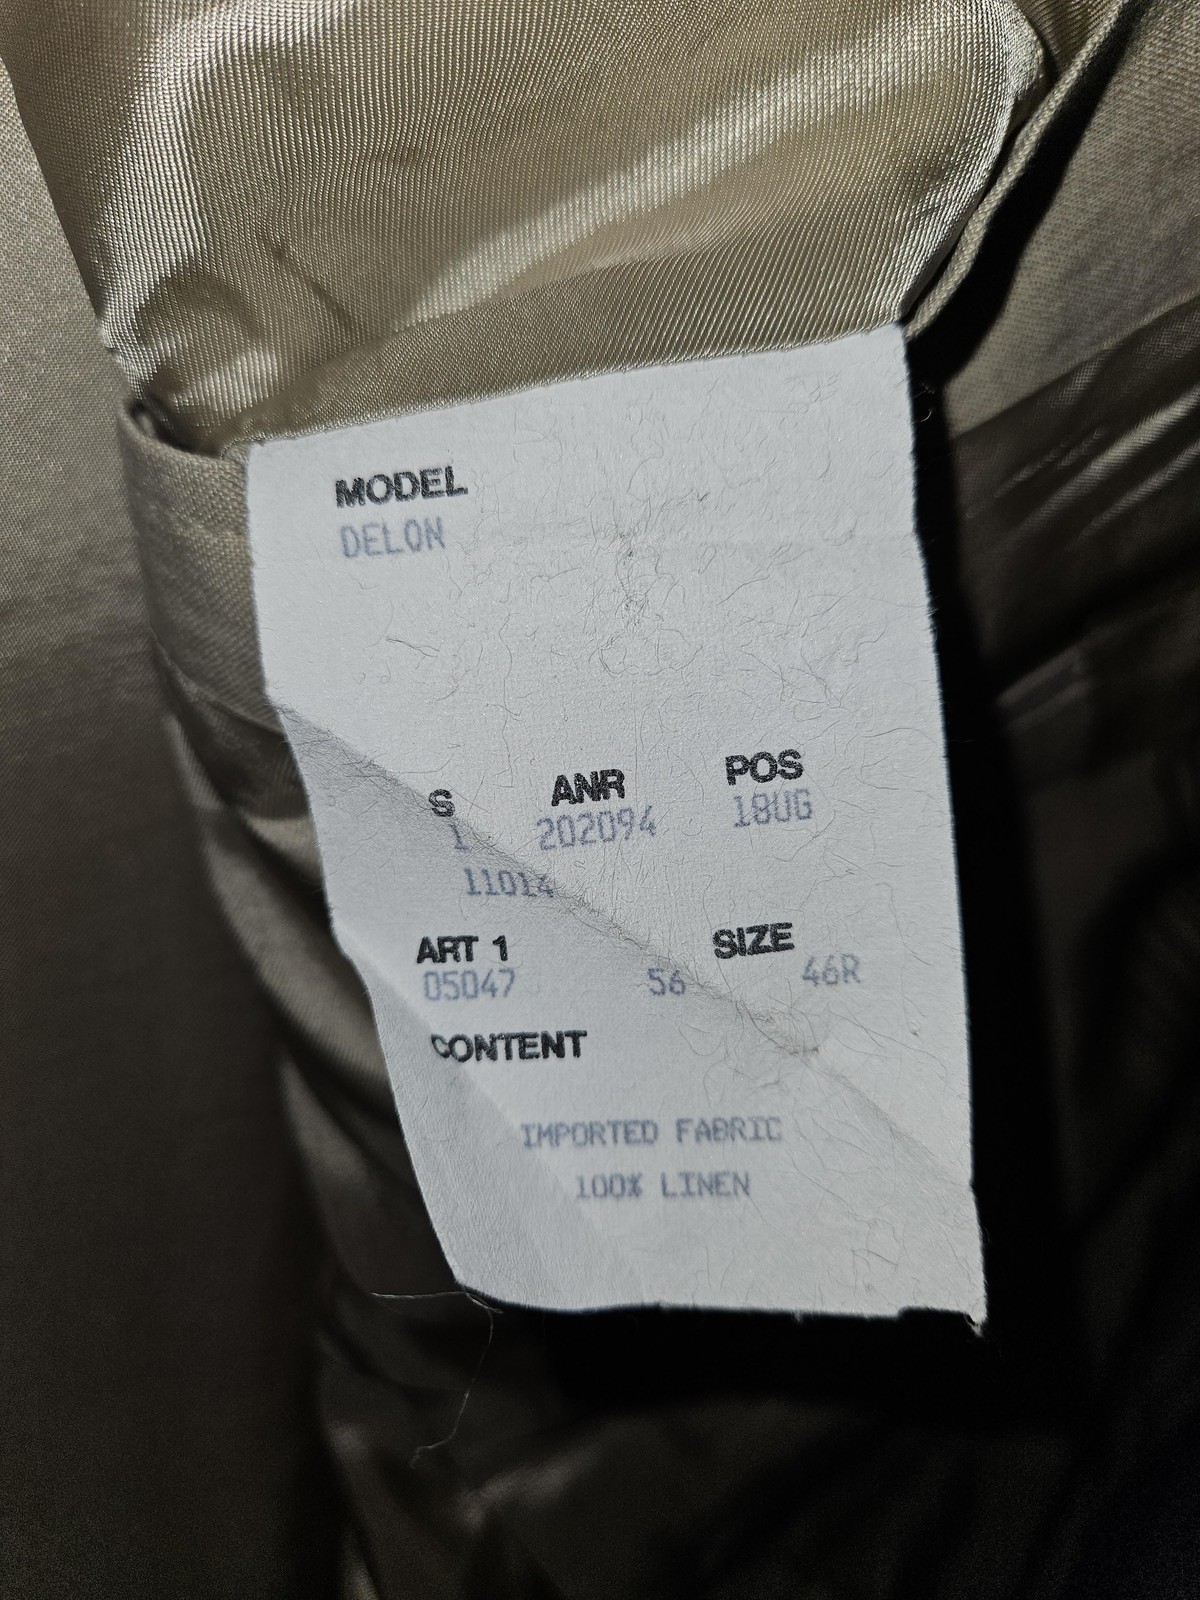 MODEL
DELON
S ANR POS
1 202094 18UG
11014
ART 1 SIZE
05047 56 46R
CONTENT
IMPORTED FABRIC
100% LINEN